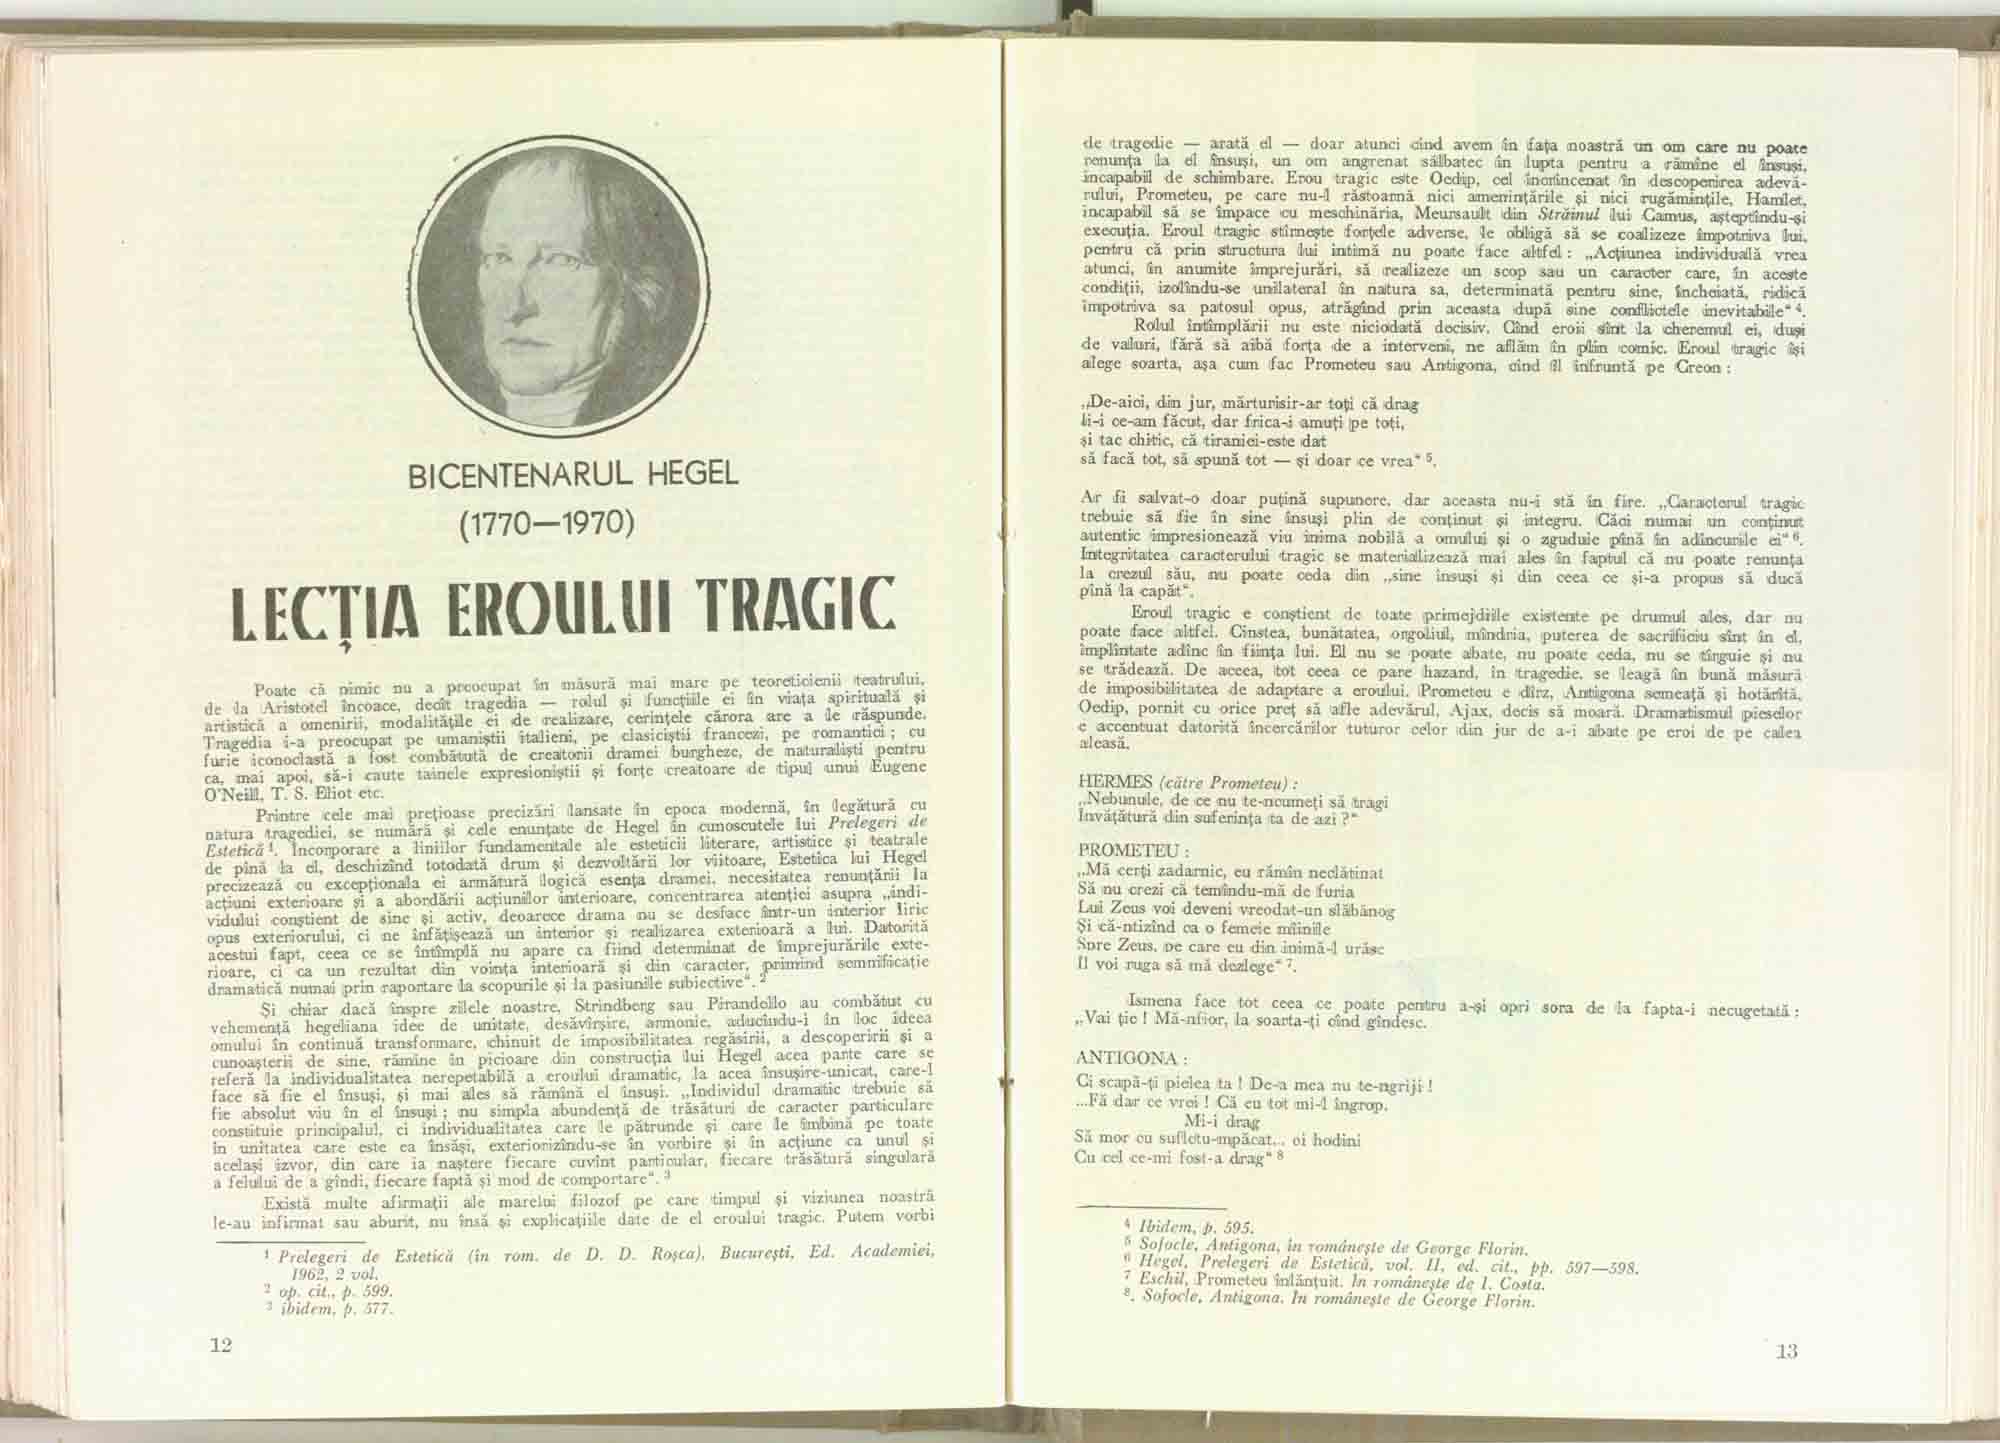 BICENTENARUL HEGEL
(1770—1970)
LECȚIA EROULUI TRAGIC
Poate că nimic nu a preocupat în măsură mai mare pe teoreticienii teatrului,
de la Aristotel încoace, decît tragedia — rolul și funcțiile ei în viața spirituală și
artistică a omenirii, modalitățile ei de realizare, cerințele cărora are a le răspunde.
Tragedia i-a preocupat pe umaniștii italieni, pe clasiciștii francezi, pe romantici ; cu
furie iconoclastă a fost combătută de creatorii dramei burgheze, de naturaliști pentru
ca, mai apoi, să-i caute tainele expresioniștii și forțe creatoare de tipul unui Eugene
O'Neill, T. S. Eliot etc.
Printre cele mai prețioase precizări lansate în epoca modernă, în legătură cu
natura tragediei, se numără și cele enunțate de Hegel în cunoscutele lui Prelegeri de
Estetică ¹. Incorporare a liniilor fundamentale ale esteticii literare, artistice și teatrale
de pînă la el, deschizînd totodată drum și dezvoltării lor viitoare, Estetica lui Hegel
precizează cu excepționala ei armătură logică esența dramei, necesitatea renunțării la
acțiuni exterioare și a abordării acțiunilor interioare, concentrarea atenției asupra „indi-
vidului conștient de sine și activ, deoarece drama nu se desface într-un interior liric
opus exteriorului, ci ne înfățișează un interior și realizarea exterioară a lui. Datorită
acestui fapt, ceea ce se întîmplă nu apare ca fiind determinat de împrejurările exte-
rioare, ci ca un rezultat din voința interioară și din caracter, primind semnificație
dramatică numai prin raportare la scopurile și la pasiunile subiective“. ²
Și chiar dacă înspre zilele noastre, Strindberg sau Pirandello au combătut cu
vehemență hegeliana idee de unitate, desăvîrșire, armonie, aducîndu-i în loc ideea
omului în continuă transformare, chinuit de imposibilitatea regăsirii, a descoperirii și a
cunoașterii de sine, rămîne în picioare din construcția lui Hegel acea parte care se
referă la individualitatea nerepetabilă a eroului dramatic, la acea însușire-unicat, care-l
face să fie el însuși, și mai ales să rămînă el însuși. „Individul dramatic trebuie să
fie absolut viu în el însuși ; nu simpla abundență de trăsături de caracter particulare
constituie principalul, ci individualitatea care le pătrunde și care le îmbină pe toate
în unitatea care este ea însăși, exteriorizîndu-se în vorbire și în acțiune ca unul și
același izvor, din care ia naștere fiecare cuvînt particular, fiecare trăsătură singulară
a felului de a gîndi, fiecare faptă și mod de comportare“. ³
Există multe afirmații ale marelui filozof pe care timpul și viziunea noastră
le-au infirmat sau aburit, nu însă și explicațiile date de el eroului tragic. Putem vorbi
¹ Prelegeri de Estetică (în rom. de D. D. Roșca), București, Ed. Academiei,
1962, 2 vol.
² op. cit., p. 599.
³ ibidem, p. 577.
12
de tragedie — arată el — doar atunci cînd avem în fața noastră un om care nu poate
renunța la el însuși, un om angrenat sălbatec în lupta pentru a rămîne el însuși,
incapabil de schimbare. Erou tragic este Oedip, cel încrîncenat în descoperirea adevă-
rului, Prometeu, pe care nu-l răstoarnă nici amenințările și nici rugămințile, Hamlet,
incapabil să se împace cu meschinăria, Meursault din Străinul lui Camus, așteptîndu-și
execuția. Eroul tragic stîrnește forțele adverse, le obligă să se coalizeze împotriva lui,
pentru că prin structura lui intimă nu poate face altfel : „Acțiunea individuală vrea
atunci, în anumite împrejurări, să realizeze un scop sau un caracter care, în aceste
condiții, izolîndu-se unilateral în natura sa, determinată pentru sine, încheiată, ridică
împotriva sa patosul opus, atrăgînd prin aceasta după sine conflictele inevitabile“ ⁴.
Rolul întîmplării nu este niciodată decisiv. Cînd eroii sînt la cheremul ei, duși
de valuri, fără să aibă forța de a interveni, ne aflăm în plin comic. Eroul tragic își
alege soarta, așa cum fac Prometeu sau Antigona, cînd îl înfruntă pe Creon :
„De-aici, din jur, mărturisir-ar toți că drag
li-i ce-am făcut, dar frica-i amuți pe toți,
și tac chitic, că tiraniei-este dat
să facă tot, să spună tot — și doar ce vrea“ ⁵.
Ar fi salvat-o doar puțină supunere, dar aceasta nu-i stă în fire. „Caracterul tragic
trebuie să fie în sine însuși plin de conținut și integru. Căci numai un conținut
autentic impresionează viu inima nobilă a omului și o zguduie pînă în adîncurile ei“ ⁶.
Integritatea caracterului tragic se materializează mai ales în faptul că nu poate renunța
la crezul său, nu poate ceda din „sine însuși și din ceea ce și-a propus să ducă
pînă la capăt“.
Eroul tragic e conștient de toate primejdiile existente pe drumul ales, dar nu
poate face altfel. Cinstea, bunătatea, orgoliul, mîndria, puterea de sacrificiu sînt în el,
împlîntate adînc în ființa lui. El nu se poate abate, nu poate ceda, nu se tînguie și nu
se trădează. De aceea, tot ceea ce pare hazard, în tragedie, se leagă în bună măsură
de imposibilitatea de adaptare a eroului. Prometeu e dîrz, Antigona semeață și hotărîtă,
Oedip, pornit cu orice preț să afle adevărul, Ajax, decis să moară. Dramatismul pieselor
e accentuat datorită încercărilor tuturor celor din jur de a-i abate pe eroi de pe calea
aleasă.
HERMES (către Prometeu) :
„Nebunule, de ce nu te-ncumeți să tragi
Învățătură din suferința ta de azi ?“
PROMETEU :
„Mă cerți zadarnic, eu rămîn neclătinat
Să nu crezi că temîndu-mă de furia
Lui Zeus voi deveni vreodat-un slăbănog
Și că-ntizînd ca o femeie mîinile
Spre Zeus, pe care eu din inimă-l urăsc
Îl voi ruga să mă dezlege“ ⁷.
Ismena face tot ceea ce poate pentru a-și opri sora de la fapta-i necugetată :
„Vai ție ! Mă-nfior, la soarta-ți cînd gîndesc.
ANTIGONA :
Ci scapă-ți pielea ta ! De-a mea nu te-ngriji !
...Fă dar ce vrei ! Că eu tot mi-l îngrop.
Mi-i drag
Să mor cu sufletu-mpăcat... oi hodini
Cu cel ce-mi fost-a drag“ ⁸
⁴ Ibidem, p. 595.
⁵ Sofocle, Antigona, în românește de George Florin.
⁶ Hegel, Prelegeri de Estetică, vol. II, ed. cit., pp. 597—598.
⁷ Eschil, Prometeu înlănțuit. În românește de I. Costa.
⁸. Sofocle, Antigona. În românește de George Florin.
13